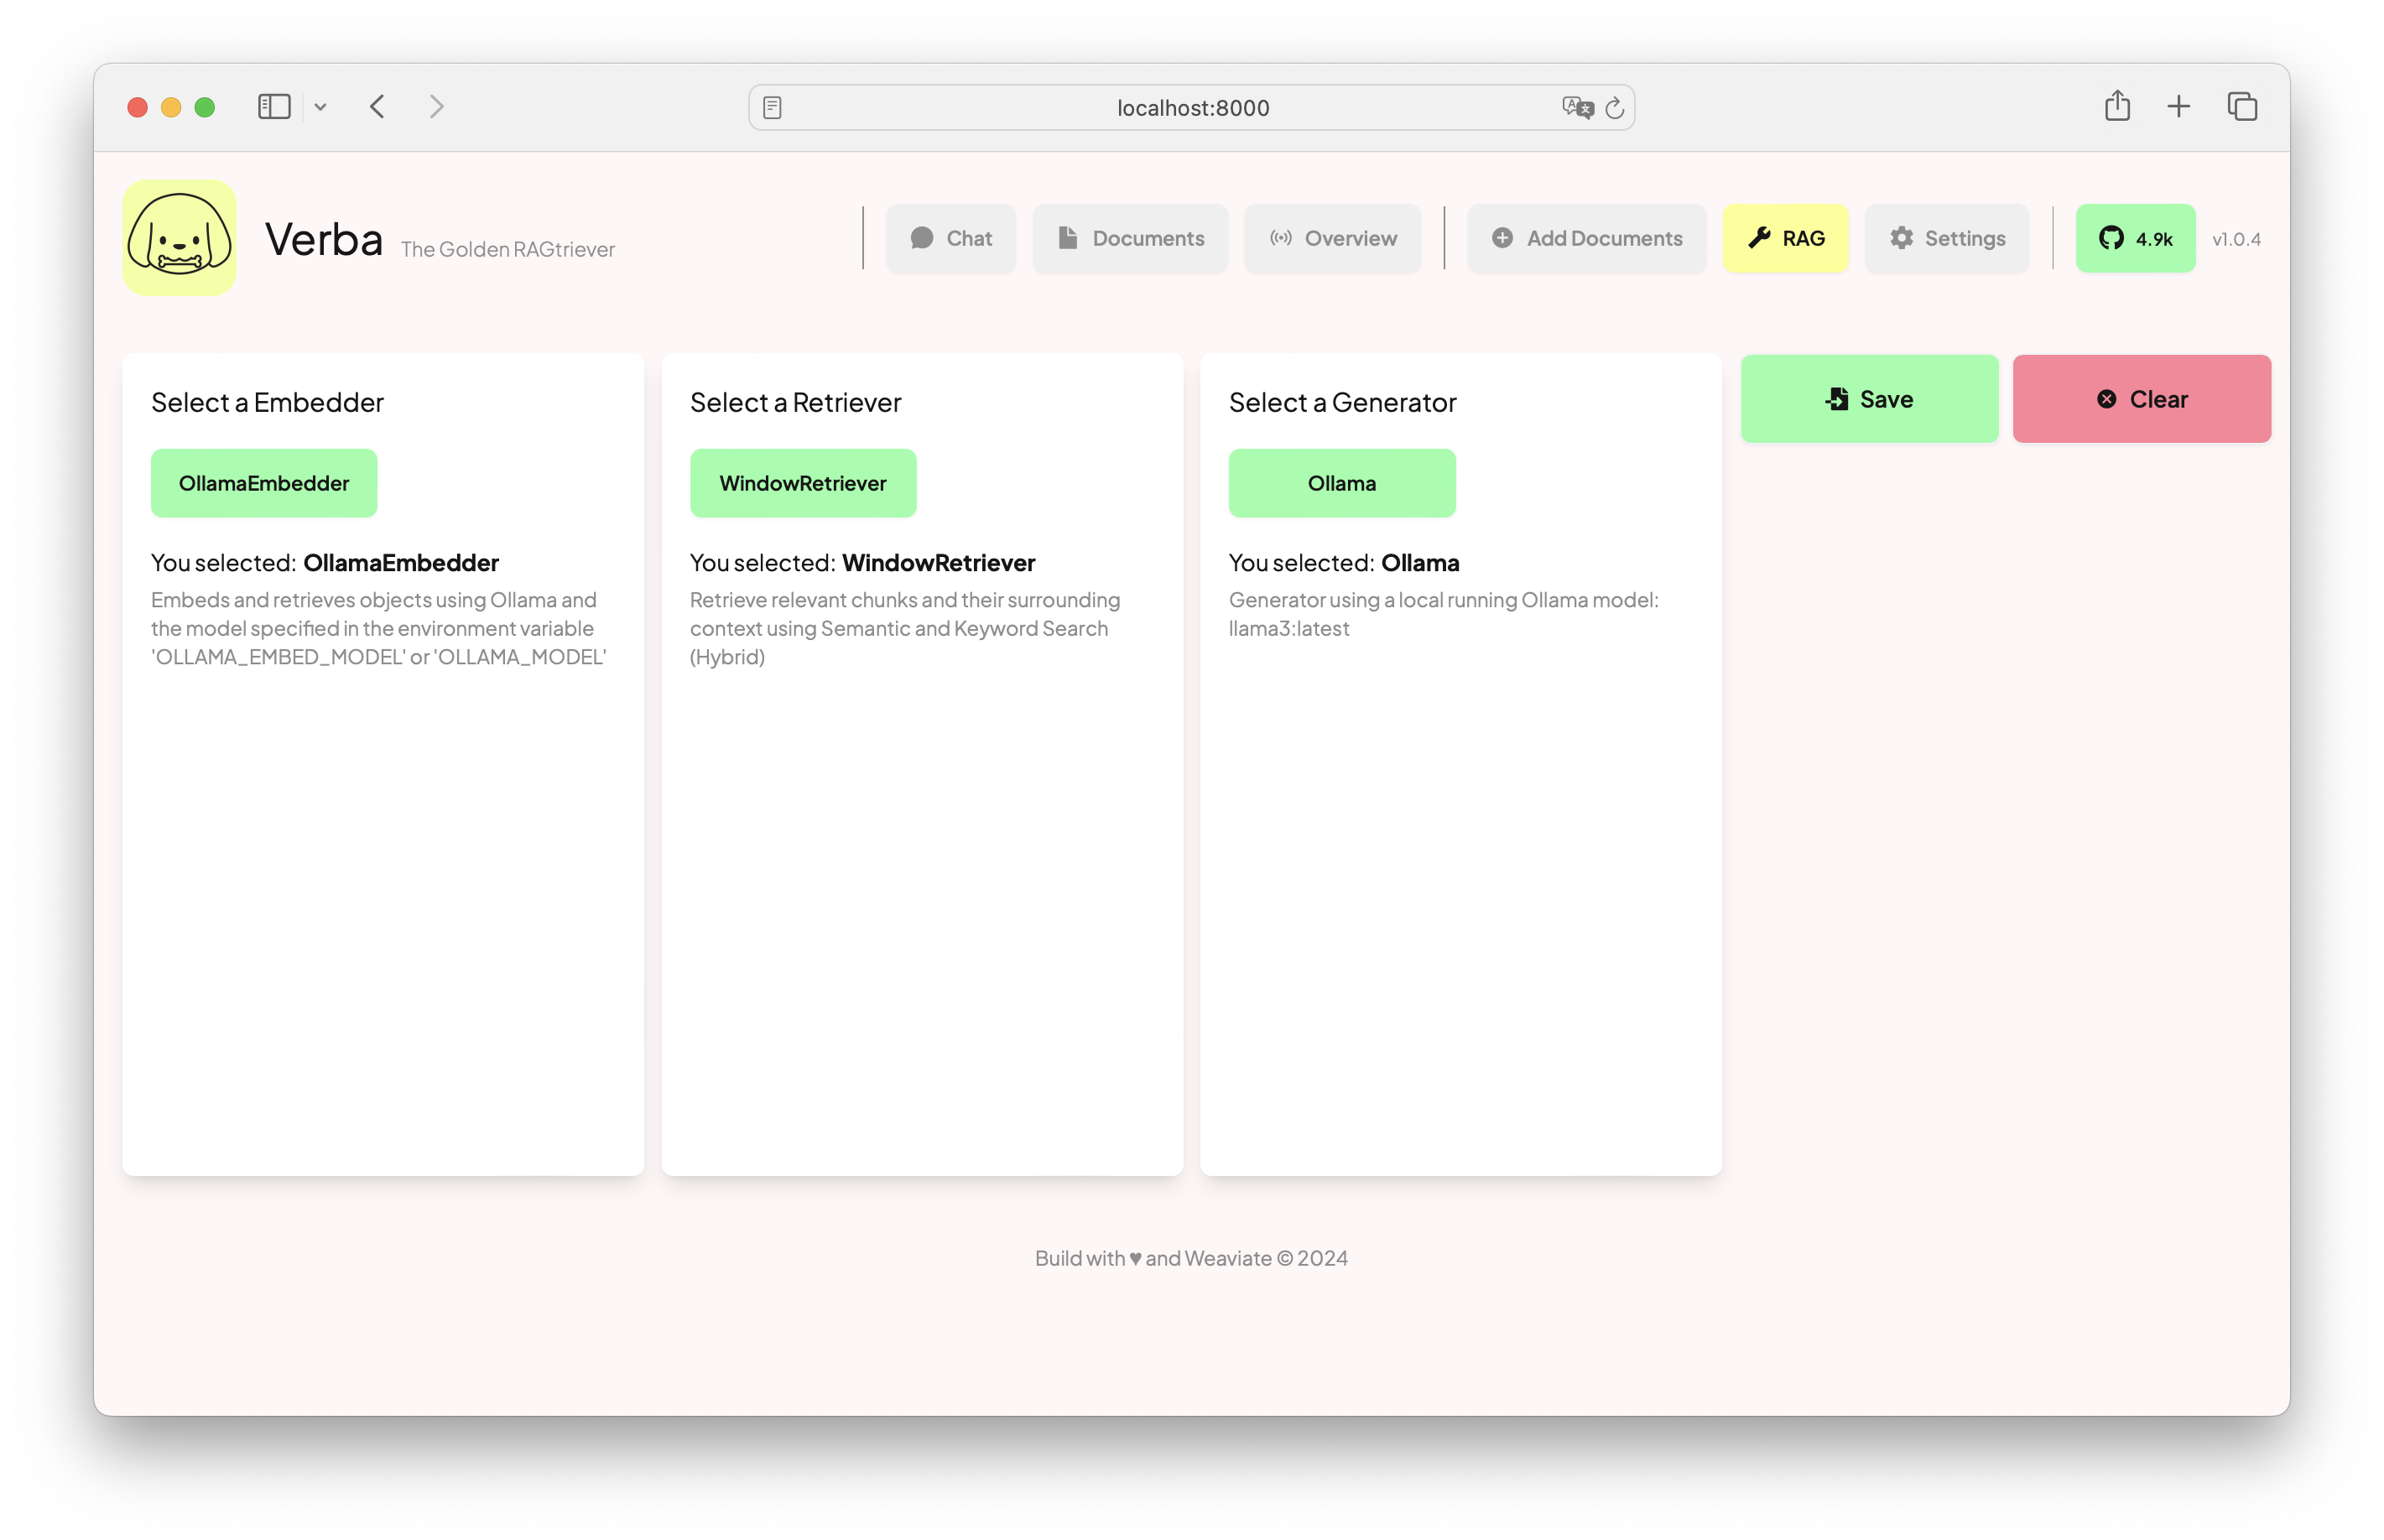 localhost:8000
Verba The Golden RAGtriever
Chat
Documents
Overview
Add Documents
RAG
Settings
4.9k
v1.0.4
Select a Embedder
OllamaEmbedder
You selected: OllamaEmbedder
Embeds and retrieves objects using Ollama and
the model specified in the environment variable
'OLLAMA_EMBED_MODEL' or 'OLLAMA_MODEL'
Select a Retriever
WindowRetriever
You selected: WindowRetriever
Retrieve relevant chunks and their surrounding
context using Semantic and Keyword Search
(Hybrid)
Select a Generator
Ollama
You selected: Ollama
Generator using a local running Ollama model:
llama3:latest
Save
Clear
Build with ♥ and Weaviate © 2024